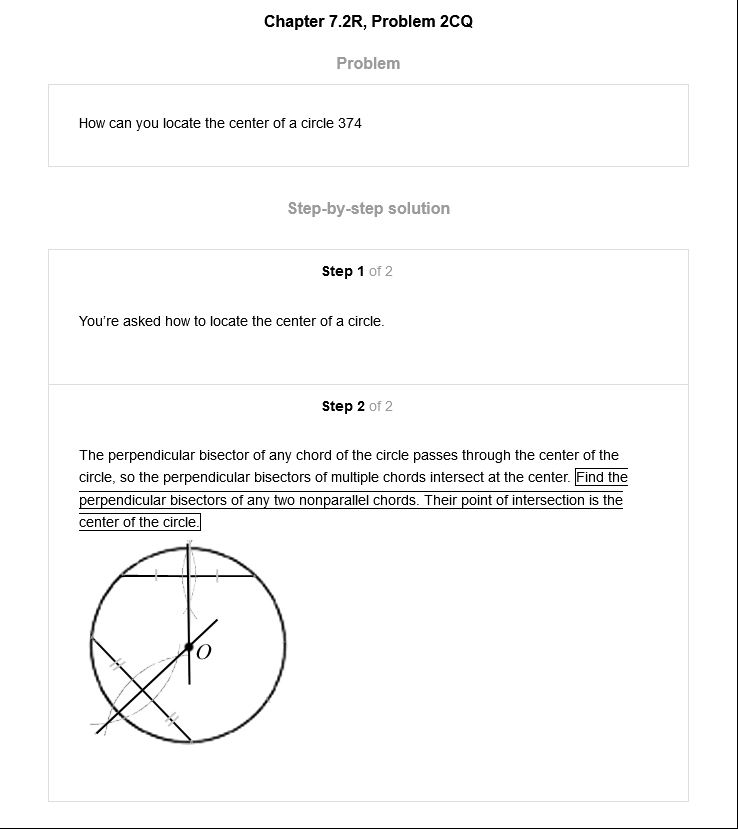 Chapter 7.2R, Problem 2CQ
Problem
How can you locate the center of a circle 374
Step-by-step solution
Step 1 of 2
You're asked how to locate the center of a circle.
Step 2 of 2
The perpendicular bisector of any chord of the circle passes through the center of the
circle, so the perpendicular bisectors of multiple chords intersect at the center. Find the
perpendicular bisectors of any two nonparallel chords. Their point of intersection is the
center of the circle.
O